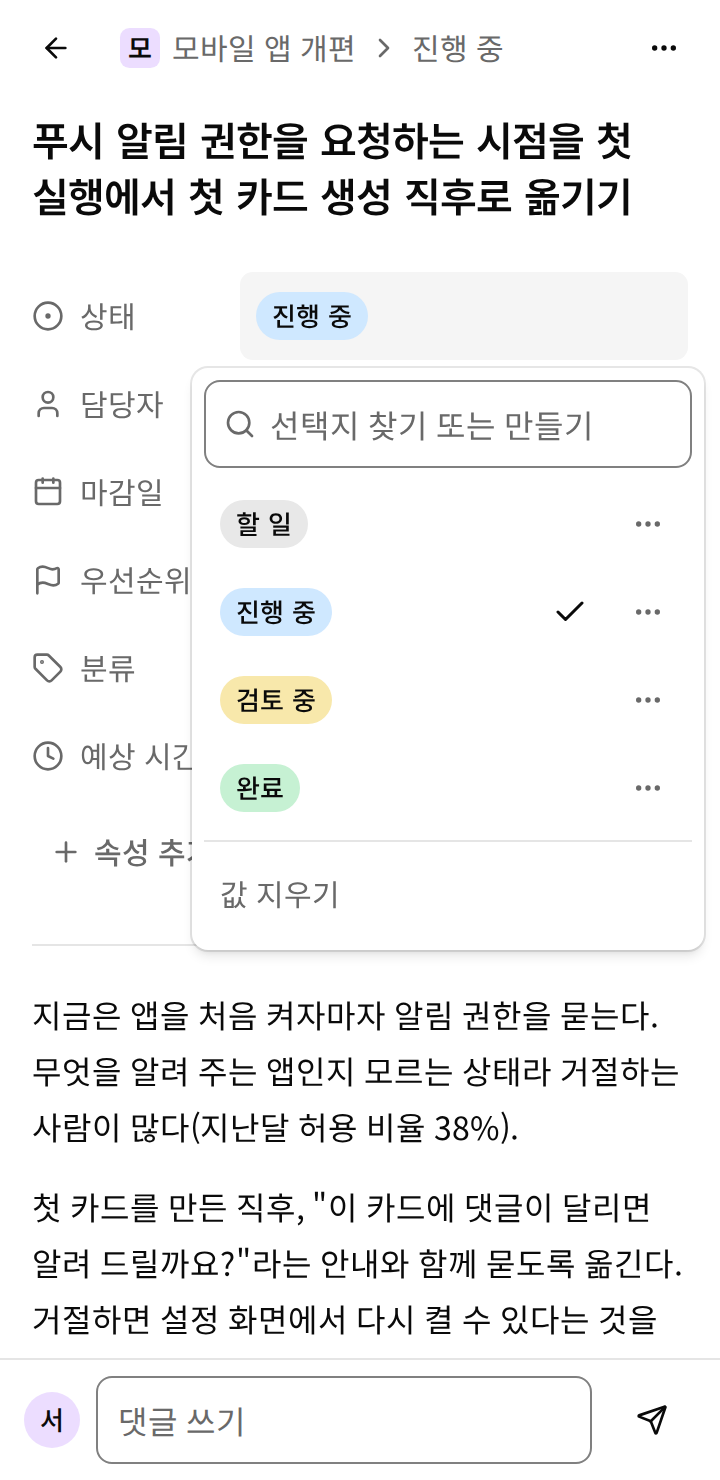 모 모바일 앱 개편 > 진행 중
푸시 알림 권한을 요청하는 시점을 첫
실행에서 첫 카드 생성 직후로 옮기기
상태 진행 중
담당자
선택지 찾기 또는 만들기
마감일
할 일
우선순위
진행 중
분류
검토 중
예상 시간
완료
속성 추가
값 지우기
지금은 앱을 처음 켜자마자 알림 권한을 묻는다.
무엇을 알려 주는 앱인지 모르는 상태라 거절하는
사람이 많다(지난달 허용 비율 38%).
첫 카드를 만든 직후, "이 카드에 댓글이 달리면
알려 드릴까요?"라는 안내와 함께 묻도록 옮긴다.
거절하면 설정 화면에서 다시 켤 수 있다는 것을
서 댓글 쓰기